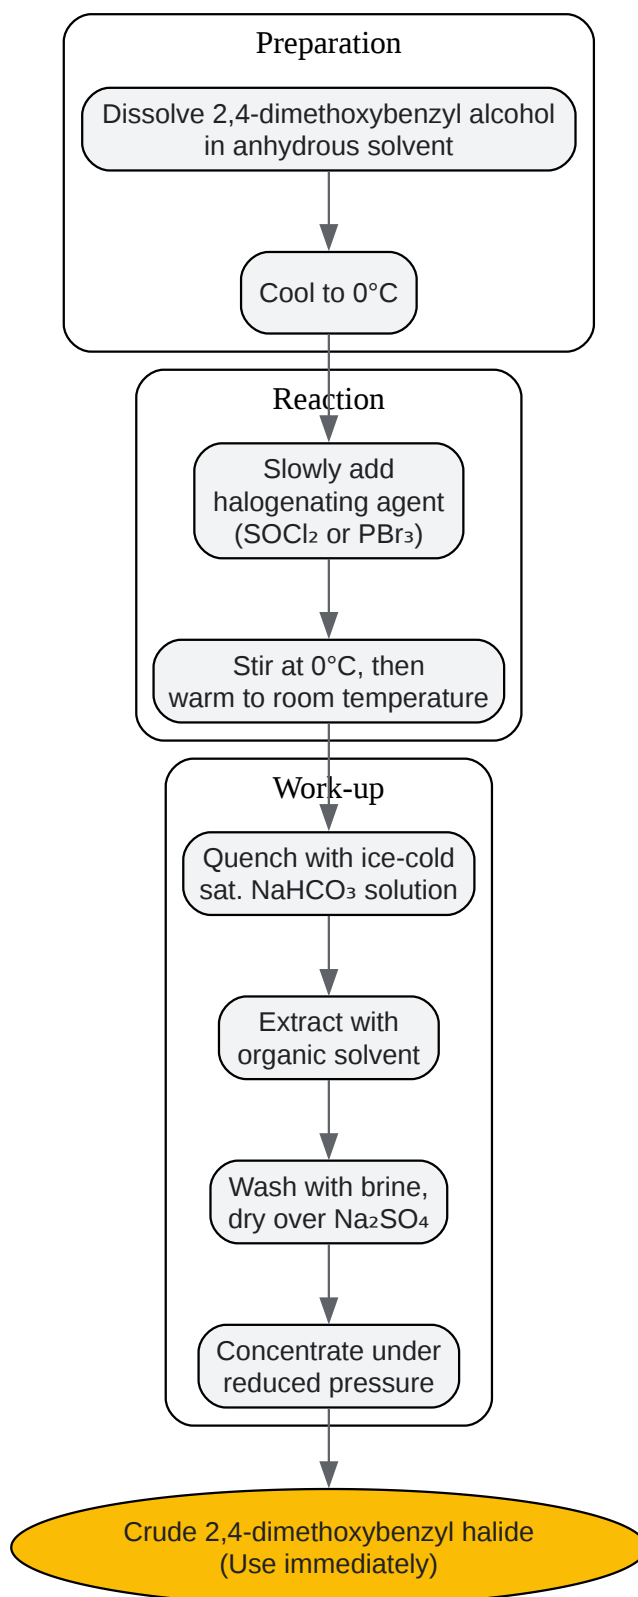 Preparation
Dissolve 2,4-dimethoxybenzyl alcohol
in anhydrous solvent
Cool to 0°C
Reaction
Slowly add
halogenating agent
(SOCl₂ or PBr₃)
Stir at 0°C, then
warm to room temperature
Work-up
Quench with ice-cold
sat. NaHCO₃ solution
Extract with
organic solvent
Wash with brine,
dry over Na₂SO₄
Concentrate under
reduced pressure
Crude 2,4-dimethoxybenzyl halide
(Use immediately)